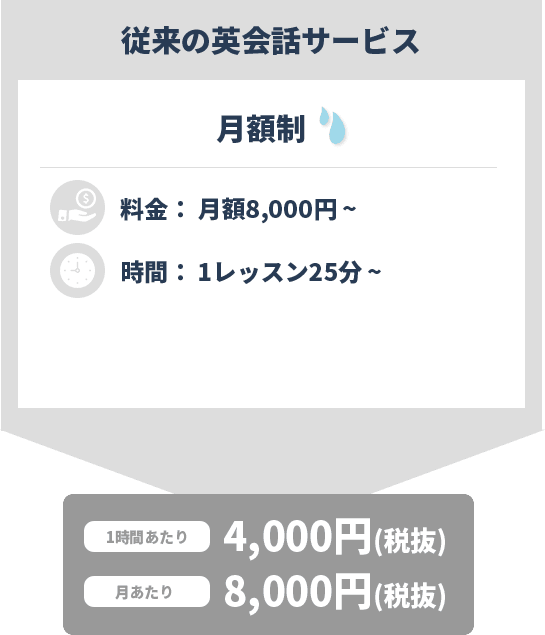 従来の英会話サービス
月額制
料金： 月額8,000円 ~
時間： 1レッスン25分 ~
1時間あたり 4,000円(税抜)
月あたり 8,000円(税抜)